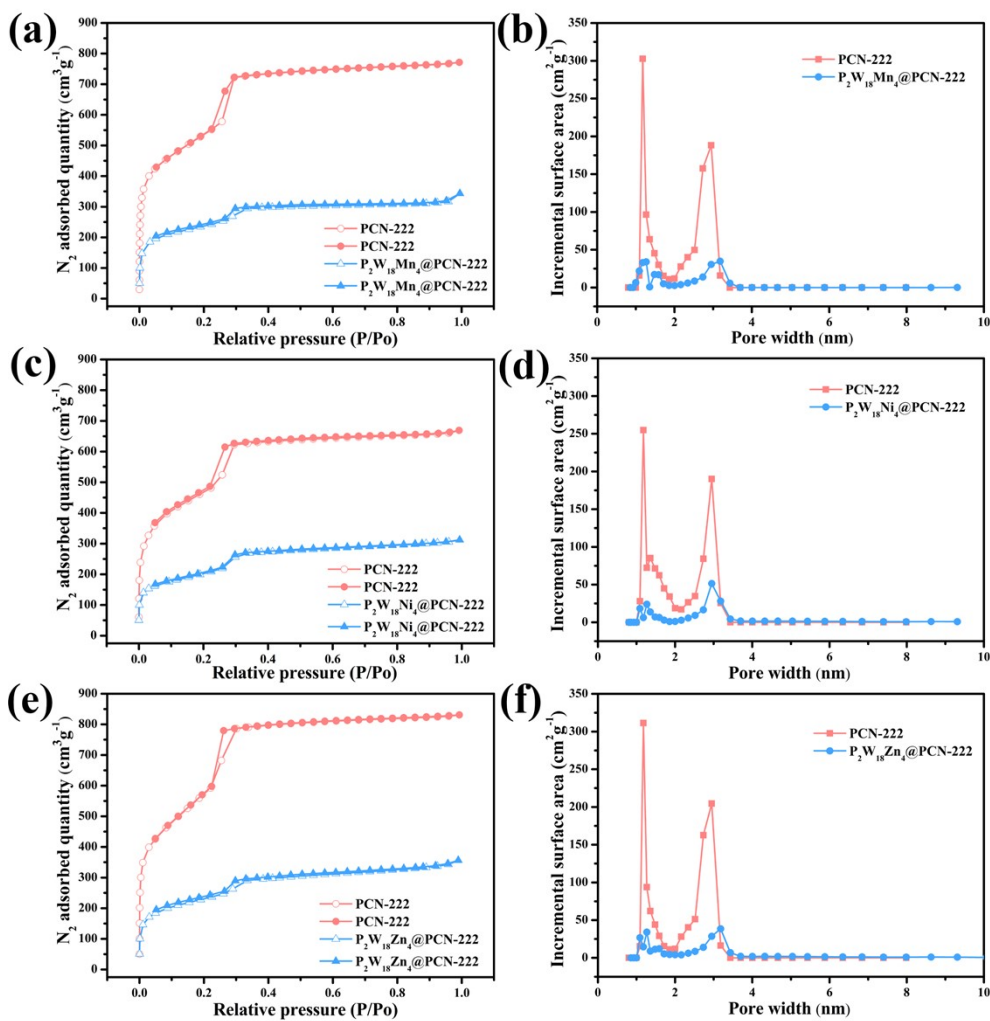 (a)
N₂ adsorbed quantity (cm³g⁻¹)
900
800
700
600
500
400
300
200
100
0
PCN-222
PCN-222
P₂W₁₈Mn₄@PCN-222
P₂W₁₈Mn₄@PCN-222
0.0 0.2 0.4 0.6 0.8 1.0
Relative pressure (P/Po)
(b)
Incremental surface area (cm²g⁻¹)
350
300
250
200
150
100
50
0
PCN-222
P₂W₁₈Mn₄@PCN-222
0 2 4 6 8 10
Pore width (nm)
(c)
N₂ adsorbed quantity (cm³g⁻¹)
900
800
700
600
500
400
300
200
100
0
PCN-222
PCN-222
P₂W₁₈Ni₄@PCN-222
P₂W₁₈Ni₄@PCN-222
0.0 0.2 0.4 0.6 0.8 1.0
Relative pressure (P/Po)
(d)
Incremental surface area (cm²g⁻¹)
350
300
250
200
150
100
50
0
PCN-222
P₂W₁₈Ni₄@PCN-222
0 2 4 6 8 10
Pore width (nm)
(e)
N₂ adsorbed quantity (cm³g⁻¹)
900
800
700
600
500
400
300
200
100
0
PCN-222
PCN-222
P₂W₁₈Zn₄@PCN-222
P₂W₁₈Zn₄@PCN-222
0.0 0.2 0.4 0.6 0.8 1.0
Relative pressure (P/Po)
(f)
Incremental surface area (cm²g⁻¹)
350
300
250
200
150
100
50
0
PCN-222
P₂W₁₈Zn₄@PCN-222
0 2 4 6 8 10
Pore width (nm)